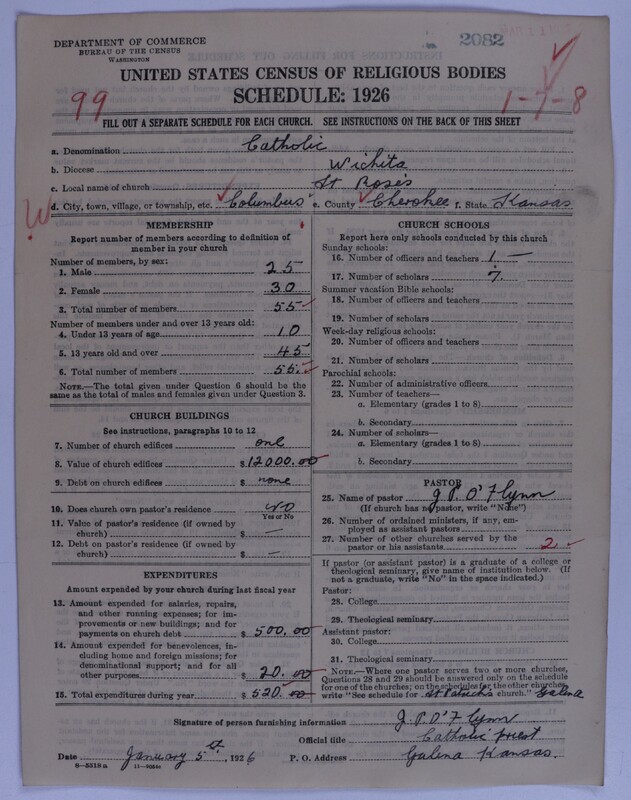 DEPARTMENT OF COMMERCE
BUREAU OF THE CENSUS
WASHINGTON
2082
UNITED STATES CENSUS OF RELIGIOUS BODIES
SCHEDULE: 1926
99
1-7-8
FILL OUT A SEPARATE SCHEDULE FOR EACH CHURCH. SEE INSTRUCTIONS ON THE BACK OF THIS SHEET
a. Denomination Catholic
b. Diocese Wichita
c. Local name of church St Rose's
W
d. City, town, village, or township, etc. Columbus e. County Cherokee f. State Kansas
MEMBERSHIP
Report number of members according to definition of
member in your church
Number of members, by sex:
1. Male 25
2. Female 30
3. Total number of members 55
Number of members under and over 13 years old:
4. Under 13 years of age 10
5. 13 years old and over 45
6. Total number of members 55
NOTE.—The total given under Question 6 should be
same as the total of males and females given under Question 3.
CHURCH BUILDINGS
See instructions, paragraphs 10 to 12
7. Number of church edifices one
8. Value of church edifices $ 12000.00
9. Debt on church edifices $ none
10. Does church own pastor's residence No
Yes or No
11. Value of pastor's residence (if owned by
church) $ —
12. Debt on pastor's residence (if owned by
church) $ —
EXPENDITURES
Amount expended by your church during last fiscal year
13. Amount expended for salaries, repairs,
and other running expenses; for im-
provements or new buildings; and for
payments on church debt $ 500.00
14. Amount expended for benevolences, in-
cluding home and foreign missions; for
denominational support; and for all
other purposes $ 20.00
15. Total expenditures during year $ 520.00
CHURCH SCHOOLS
Report here only schools conducted by this church
Sunday schools:
16. Number of officers and teachers 1 —
17. Number of scholars 7.
Summer vacation Bible schools:
18. Number of officers and teachers
19. Number of scholars
Week-day religious schools:
20. Number of officers and teachers
21. Number of scholars
Parochial schools:
22. Number of administrative officers
23. Number of teachers—
a. Elementary (grades 1 to 8)
b. Secondary
24. Number of scholars—
a. Elementary (grades 1 to 8)
b. Secondary
PASTOR
25. Name of pastor J P. O'Flynn
(If church has no pastor, write "None")
26. Number of ordained ministers, if any, em-
ployed as assistant pastors
27. Number of other churches served by the
pastor or his assistants 2.
If pastor (or assistant pastor) is a graduate of a college or
theological seminary, give name of institution below. (If
not a graduate, write "No" in the space indicated.)
Pastor:
28. College
29. Theological seminary
Assistant pastor:
30. College
31. Theological seminary
NOTE.—Where one pastor serves two or more churches,
Questions 28 and 29 should be answered only on the schedule
for one of the churches; on the schedules for the other churches,
write "See schedule for St Patricks church." Galena
Signature of person furnishing information J. P. O'Flynn
Official title Catholic priest
Date January 5th, 1926 P. O. Address Galena Kansas.
8—5518a 11—9554